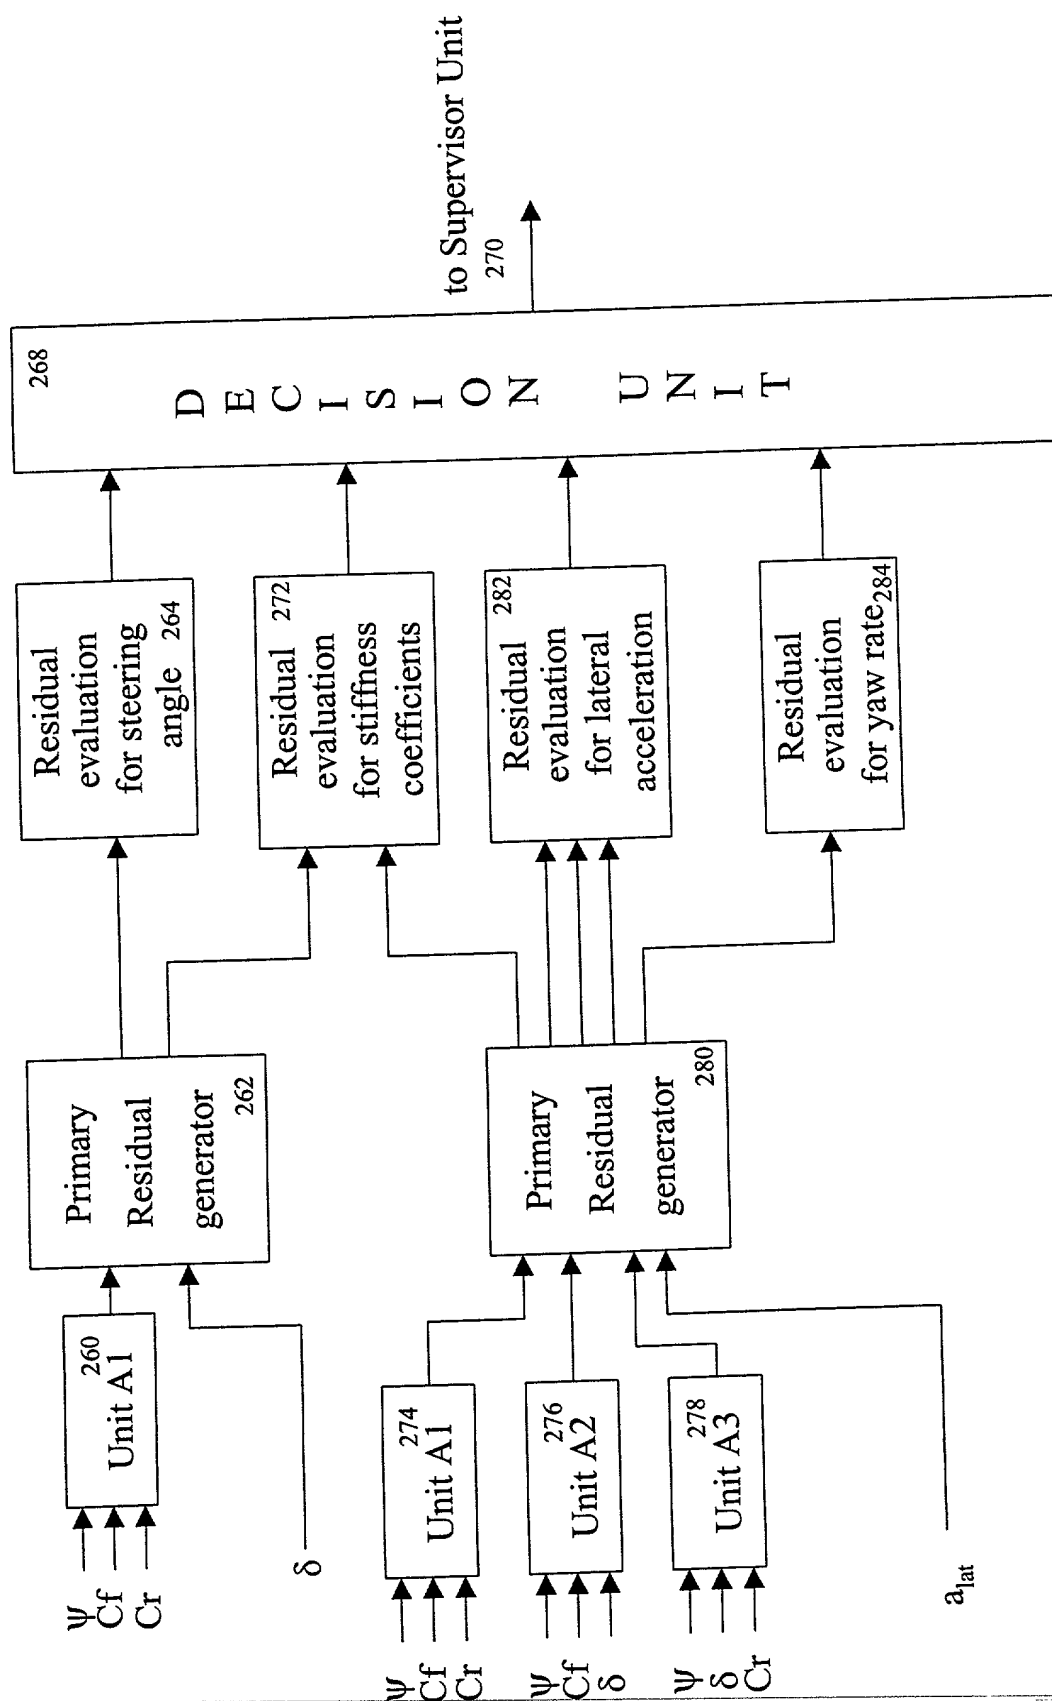 Ψ
Cf
Cr
260
Unit A1
δ
Primary
Residual
generator
262
Residual
evaluation
for steering
angle 264
Ψ
Cf
Cr
274
Unit A1
Ψ
Cf
δ
276
Unit A2
Ψ
δ
Cr
278
Unit A3
a_lat
Primary
Residual
generator
280
Residual 272
evaluation
for stiffness
coefficients
Residual 282
evaluation
for lateral
acceleration
Residual
evaluation
for yaw rate 284
268
DECISION UNIT
to Supervisor Unit
270